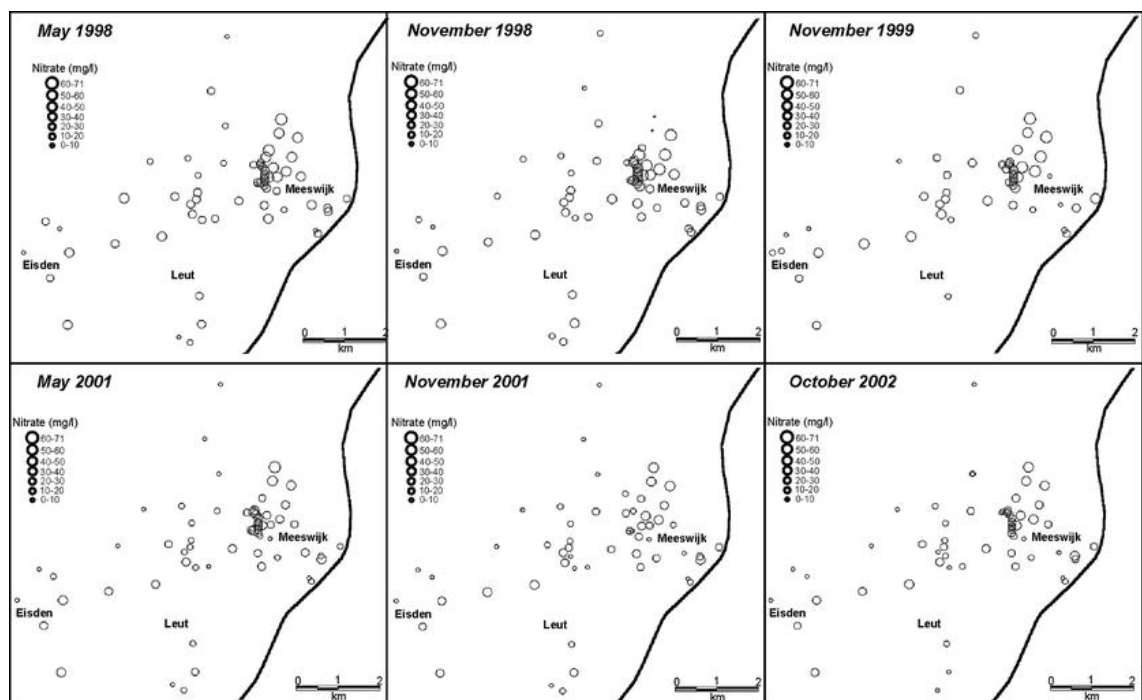 May 1998
Nitrate (mg/l)
60-71
50-60
40-50
30-40
20-30
10-20
0-10
Meeswijk
Eisden
Leut
0 1 2
km
November 1998
Nitrate (mg/l)
60-71
50-60
40-50
30-40
20-30
10-20
0-10
Meeswijk
Eisden
Leut
0 1 2
km
November 1999
Nitrate (mg/l)
60-71
50-60
40-50
30-40
20-30
10-20
0-10
Meeswijk
Eisden
Leut
0 1 2
km
May 2001
Nitrate (mg/l)
60-71
50-60
40-50
30-40
20-30
10-20
0-10
Meeswijk
Eisden
Leut
0 1 2
km
November 2001
Nitrate (mg/l)
60-71
50-60
40-50
30-40
20-30
10-20
0-10
Meeswijk
Eisden
Leut
0 1 2
km
October 2002
Nitrate (mg/l)
60-71
50-60
40-50
30-40
20-30
10-20
0-10
Meeswijk
Eisden
Leut
0 1 2
km